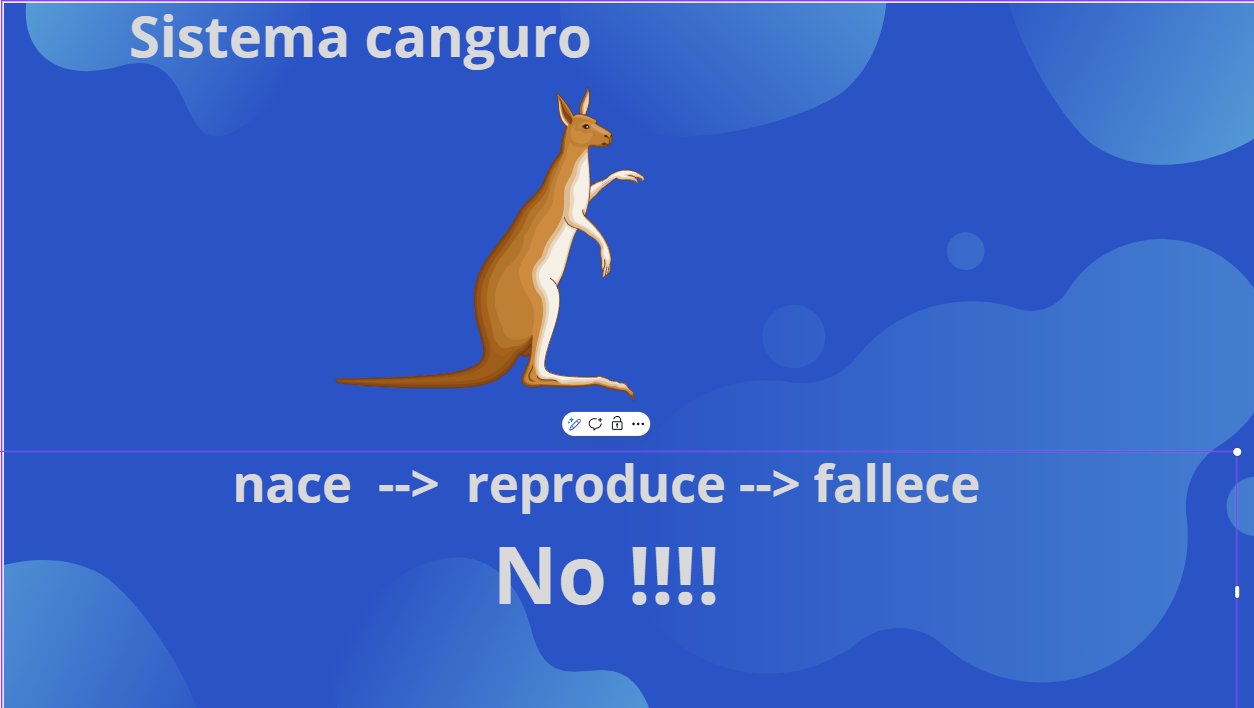 Sistema canguro
nace --> reproduce --> fallece
No !!!!